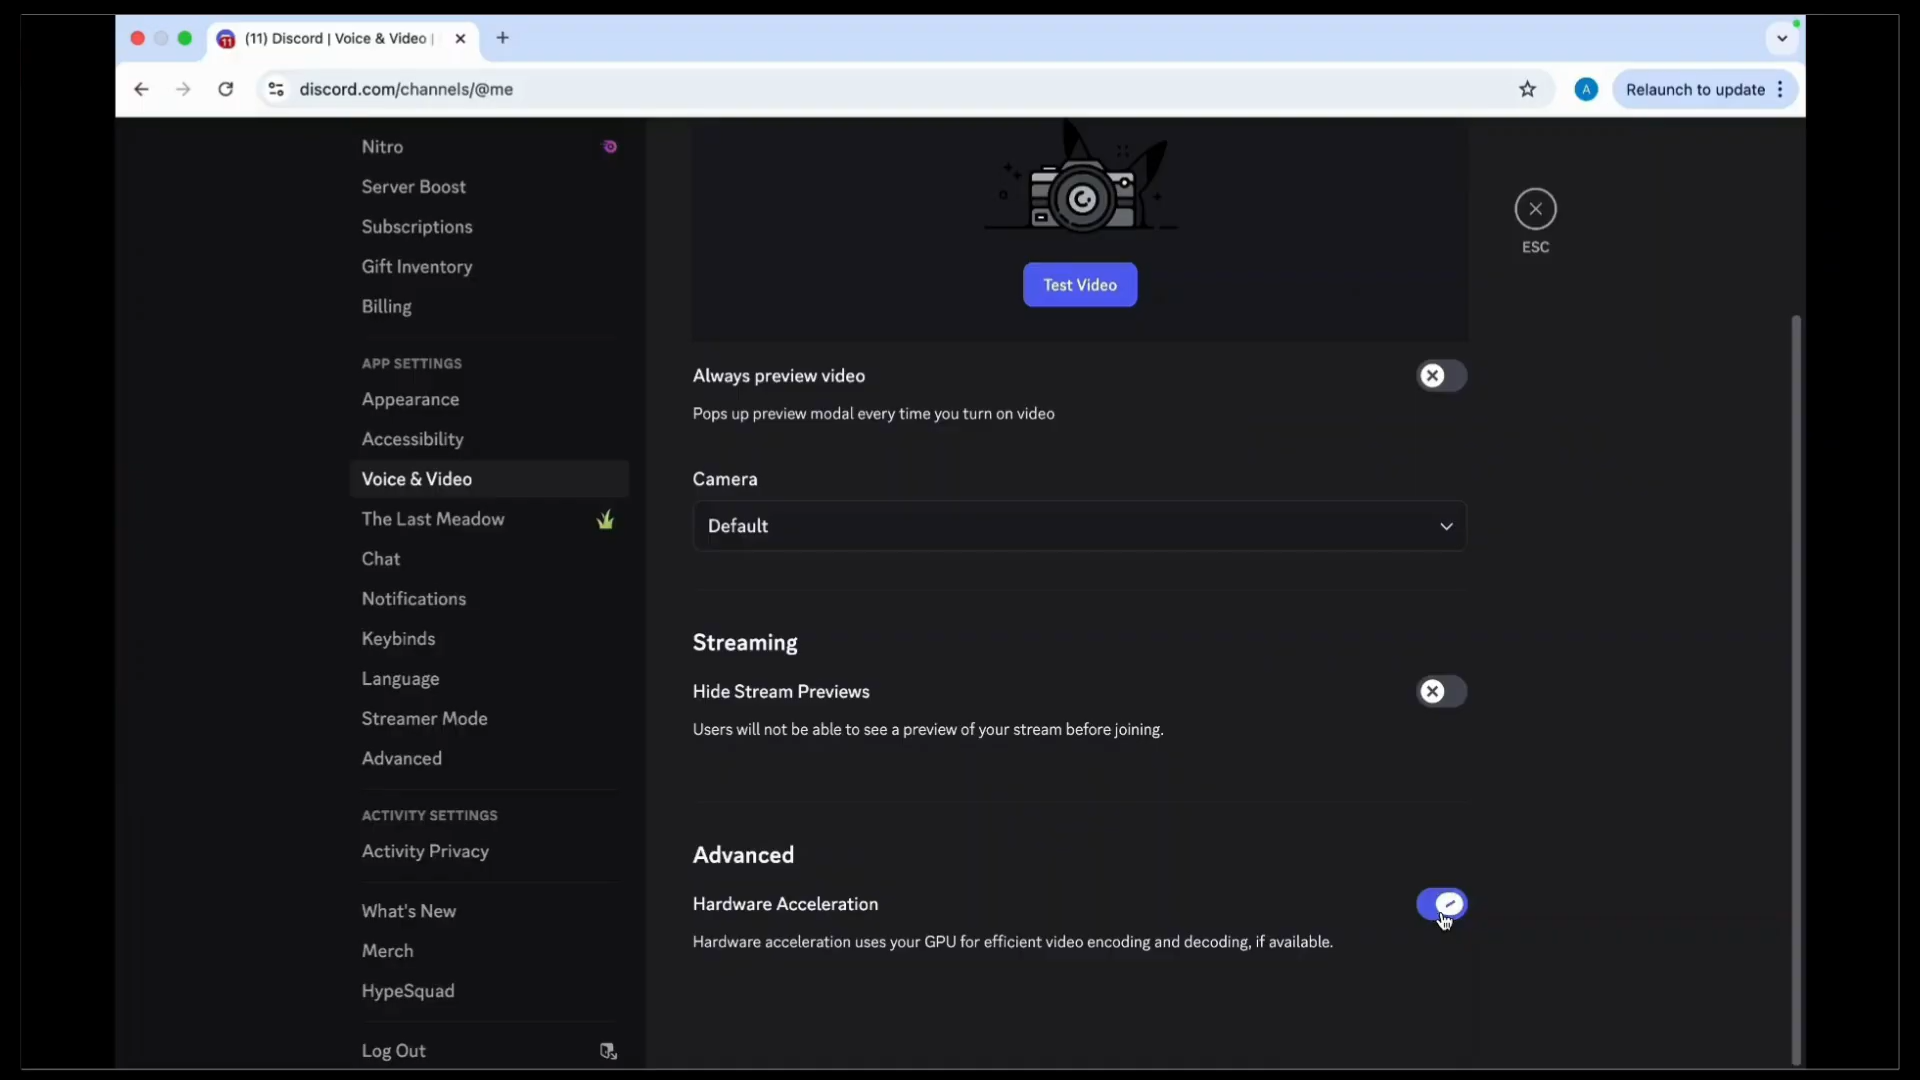 (11) Discord | Voice & Video |
discord.com/channels/@me
A
Relaunch to update
Nitro
Server Boost
Subscriptions
Gift Inventory
Billing
APP SETTINGS
Appearance
Accessibility
Voice & Video
The Last Meadow
Chat
Notifications
Keybinds
Language
Streamer Mode
Advanced
ACTIVITY SETTINGS
Activity Privacy
What's New
Merch
HypeSquad
Log Out
Test Video
ESC
Always preview video
Pops up preview modal every time you turn on video
Camera
Default
Streaming
Hide Stream Previews
Users will not be able to see a preview of your stream before joining.
Advanced
Hardware Acceleration
Hardware acceleration uses your GPU for efficient video encoding and decoding, if available.